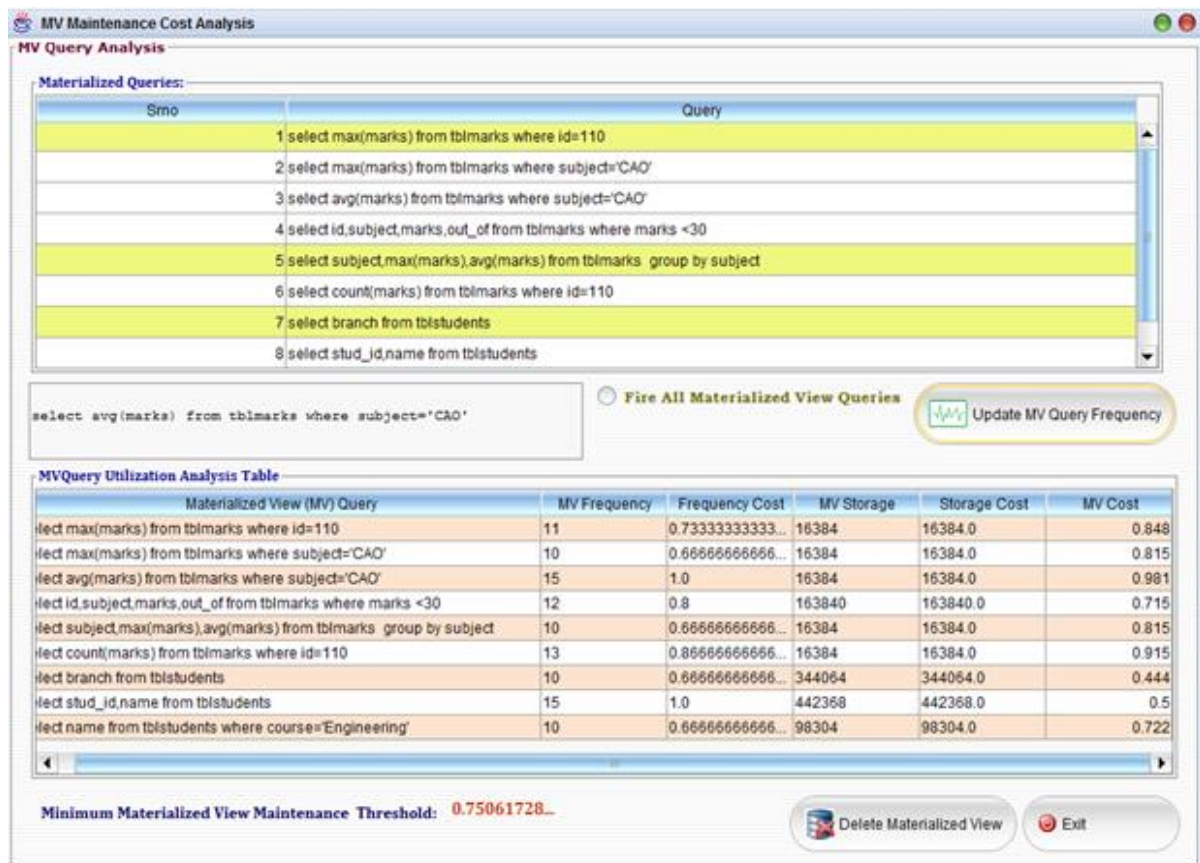 MV Maintenance Cost Analysis
MV Query Analysis
Materialized Queries:
Srno Query
1 select max(marks) from tblmarks where id=110
2 select max(marks) from tblmarks where subject='CAO'
3 select avg(marks) from tblmarks where subject='CAO'
4 select id,subject,marks,out_of from tblmarks where marks <30
5 select subject,max(marks),avg(marks) from tblmarks group by subject
6 select count(marks) from tblmarks where id=110
7 select branch from tblstudents
8 select stud_id,name from tblstudents
select avg(marks) from tblmarks where subject='CAO'
Fire All Materialized View Queries
Update MV Query Frequency
MVQuery Utilization Analysis Table
Materialized View (MV) Query MV Frequency Frequency Cost MV Storage Storage Cost MV Cost
elect max(marks) from tblmarks where id=110 11 0.73333333333... 16384 16384.0 0.848
elect max(marks) from tblmarks where subject='CAO' 10 0.66666666666... 16384 16384.0 0.815
elect avg(marks) from tblmarks where subject='CAO' 15 1.0 16384 16384.0 0.981
elect id,subject,marks,out_of from tblmarks where marks <30 12 0.8 163840 163840.0 0.715
elect subject,max(marks),avg(marks) from tblmarks group by subject 10 0.66666666666... 16384 16384.0 0.815
elect count(marks) from tblmarks where id=110 13 0.86666666666... 16384 16384.0 0.915
elect branch from tblstudents 10 0.66666666666... 344064 344064.0 0.444
elect stud_id,name from tblstudents 15 1.0 442368 442368.0 0.5
elect name from tblstudents where course='Engineering' 10 0.66666666666... 98304 98304.0 0.722
Minimum Materialized View Maintenance Threshold: 0.75061728...
Delete Materialized View
Exit